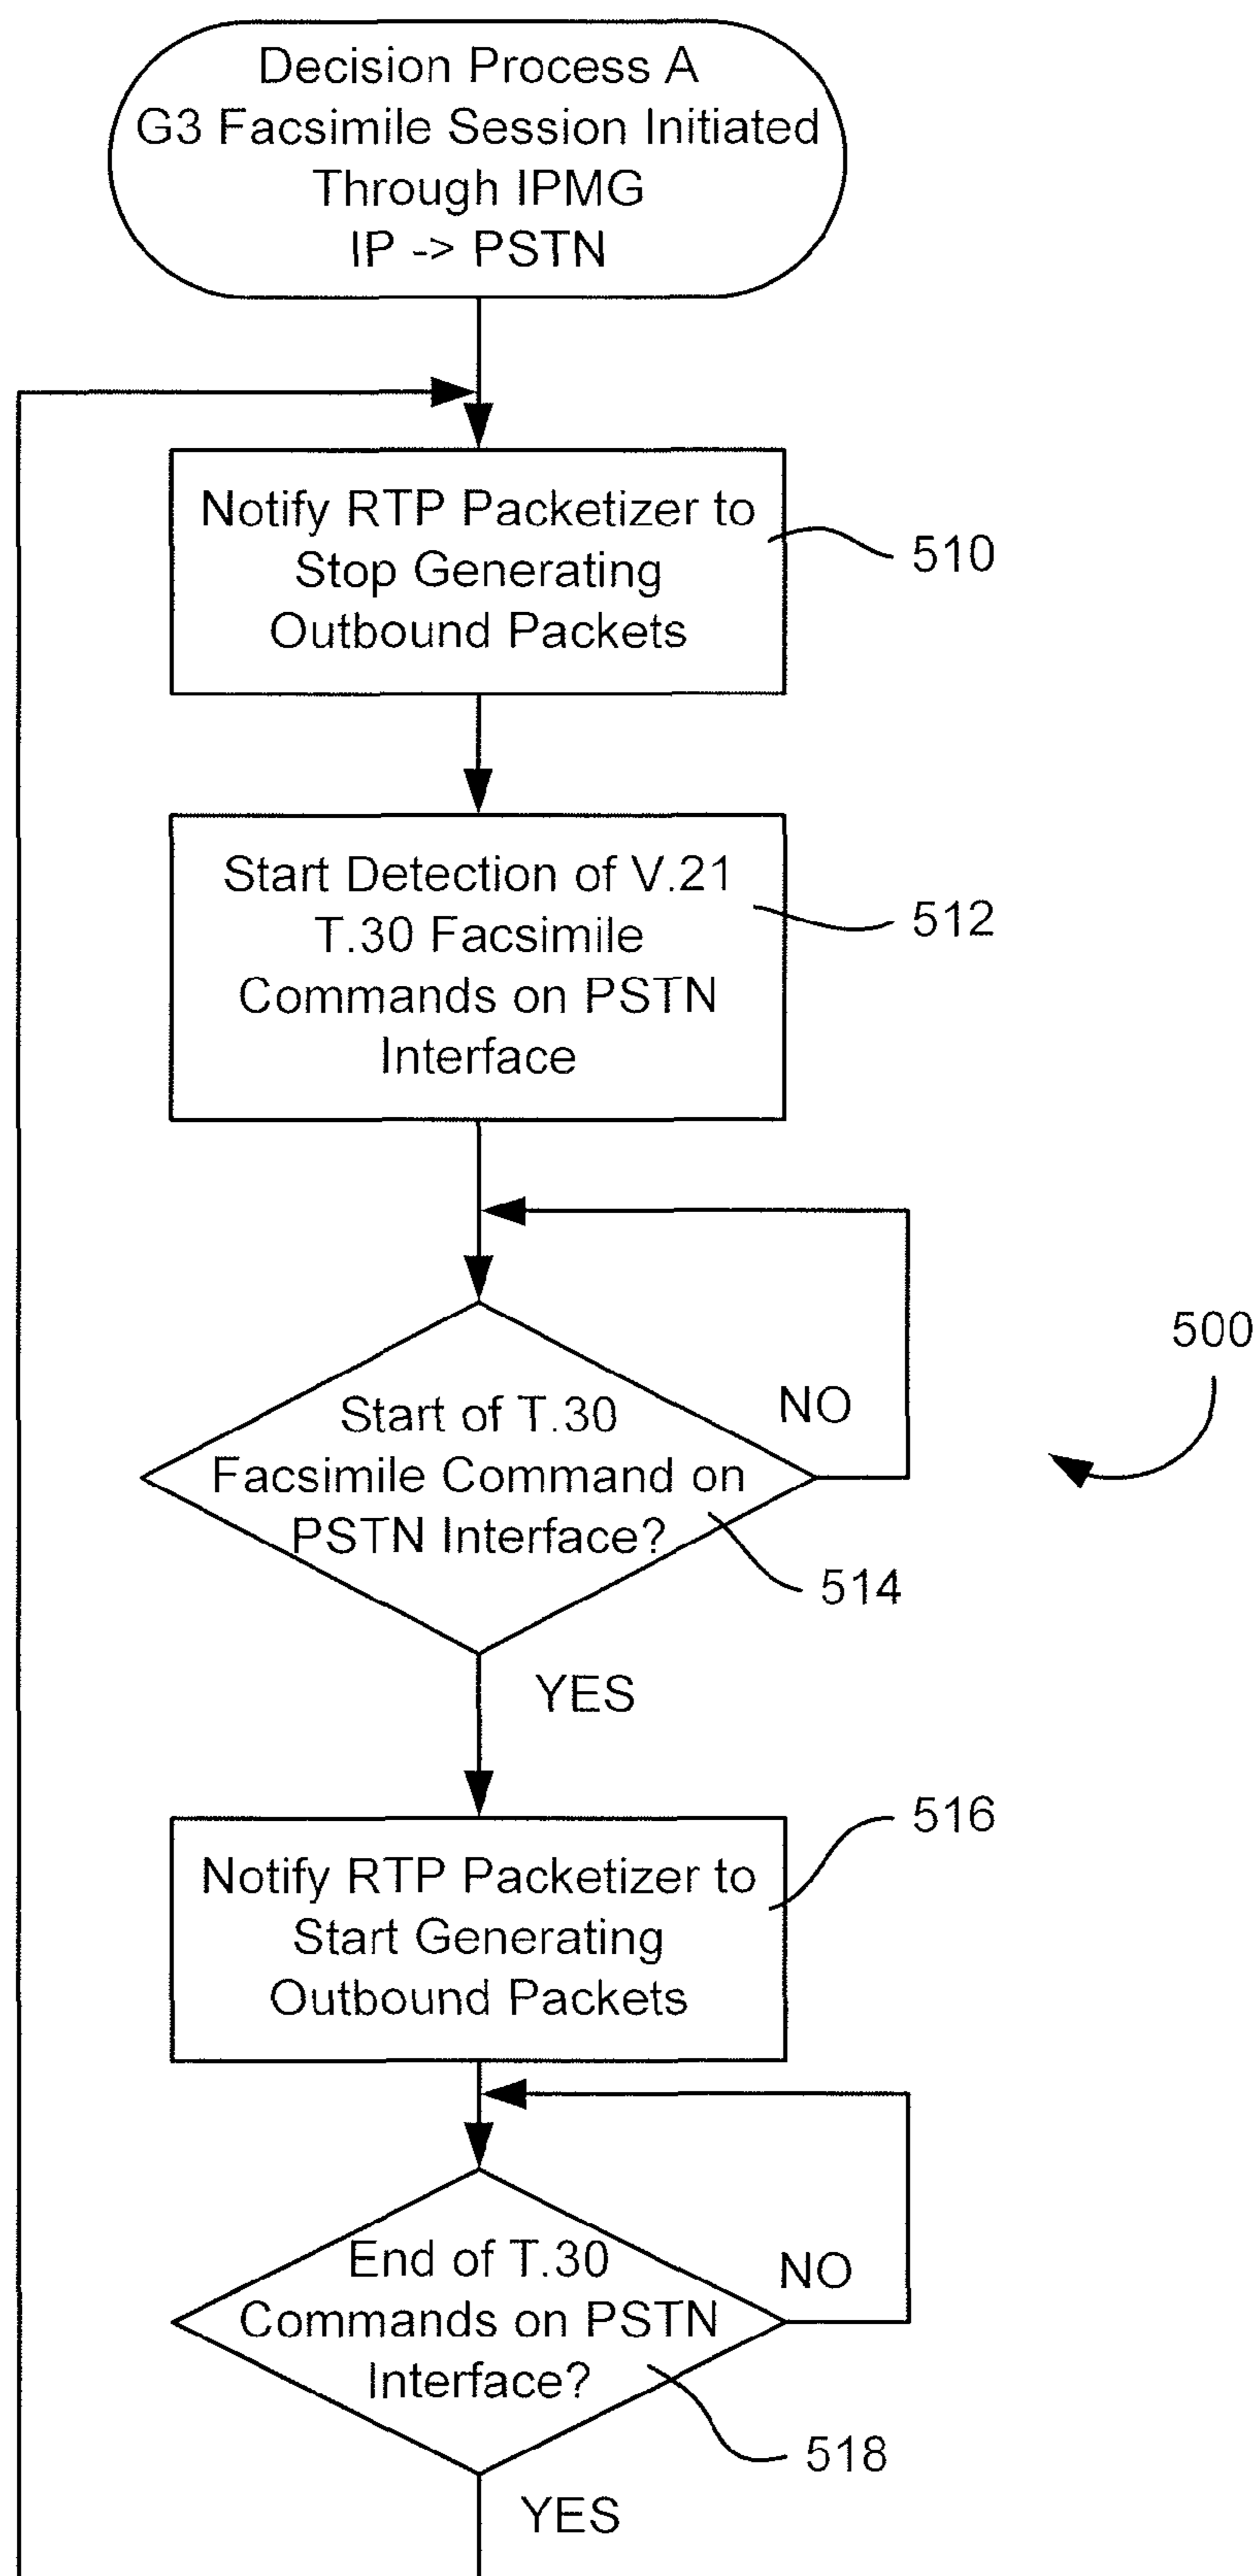 Decision Process A
G3 Facsimile Session Initiated
Through IPMG
IP -> PSTN
Notify RTP Packetizer to
Stop Generating
Outbound Packets
510
Start Detection of V.21
T.30 Facsimile
Commands on PSTN
Interface
512
500
Start of T.30
Facsimile Command on
PSTN Interface?
NO
514
YES
Notify RTP Packetizer to
Start Generating
Outbound Packets
516
End of T.30
Commands on PSTN
Interface?
NO
518
YES